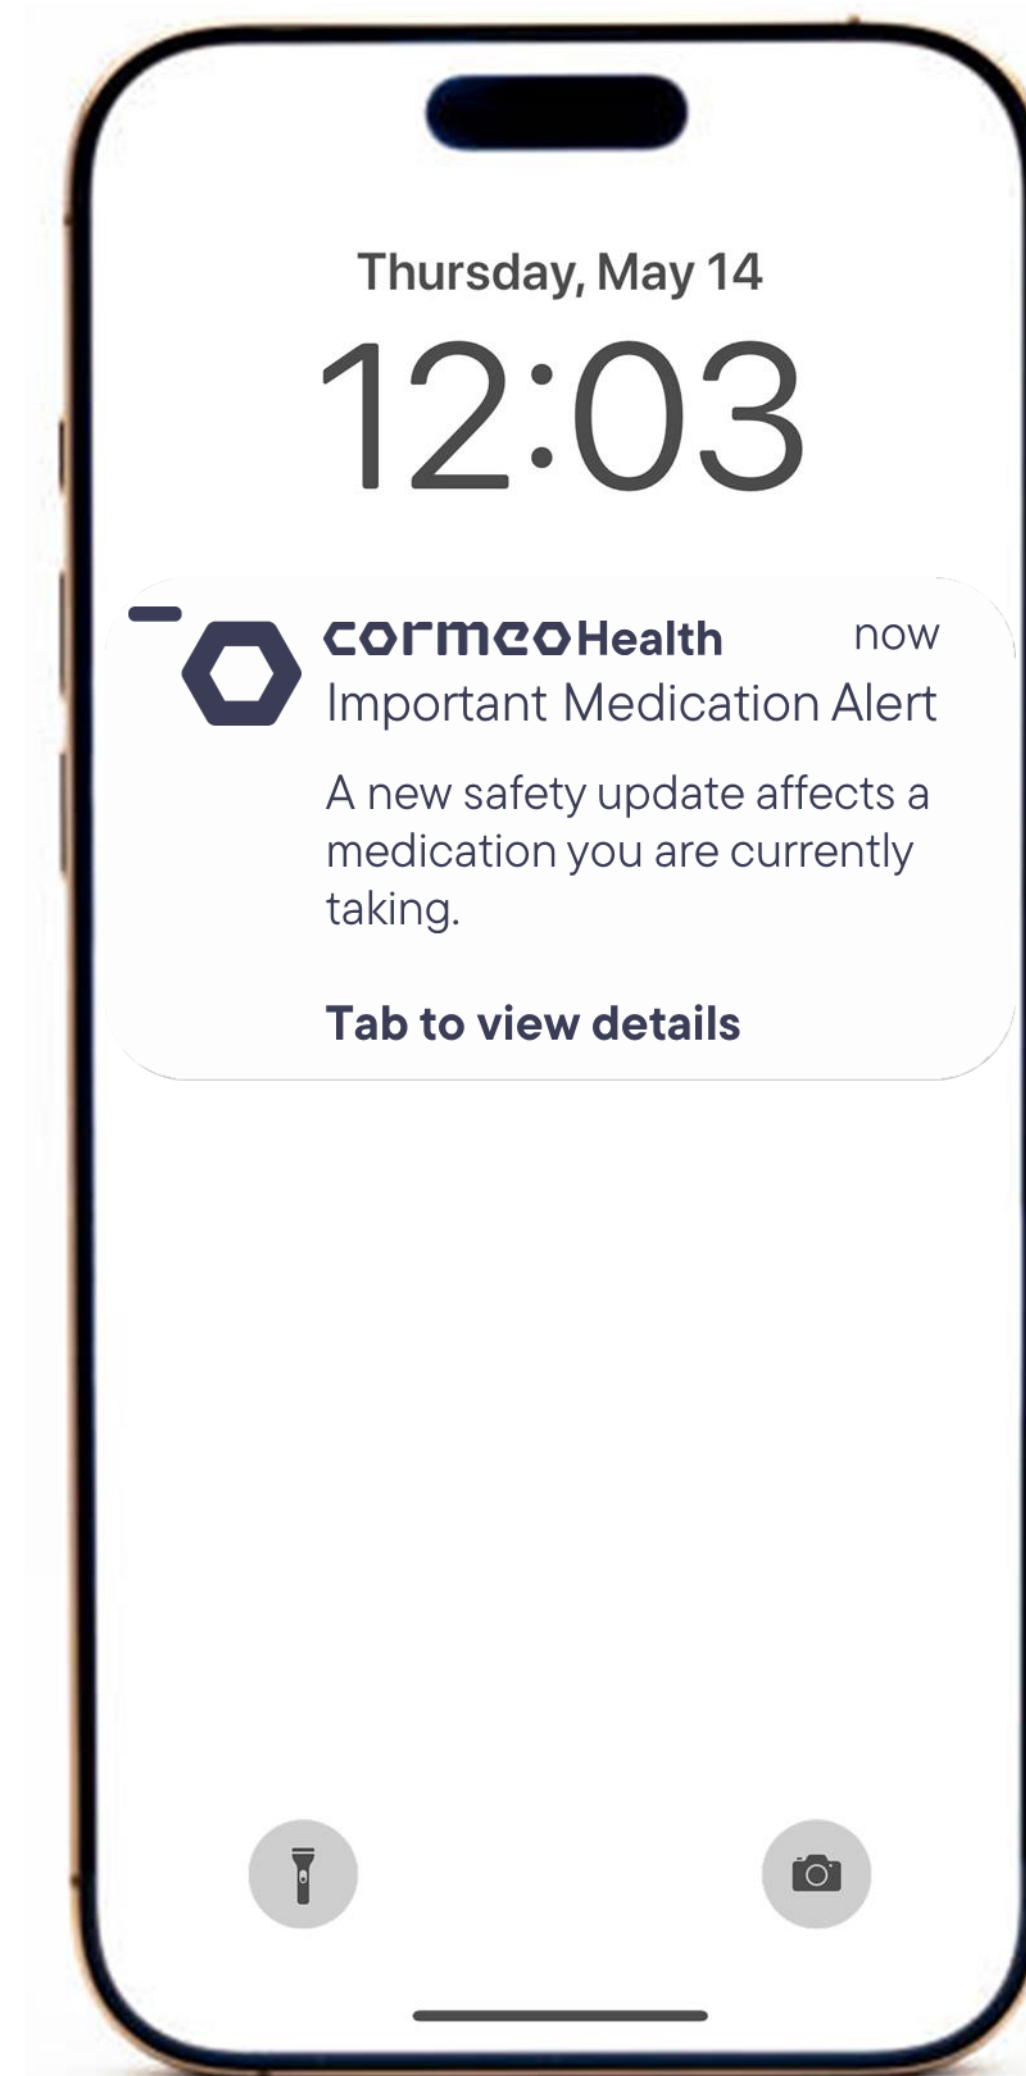 Thursday, May 14
12:03
cormeoHealth now
Important Medication Alert
A new safety update affects a
medication you are currently
taking.
Tab to view details